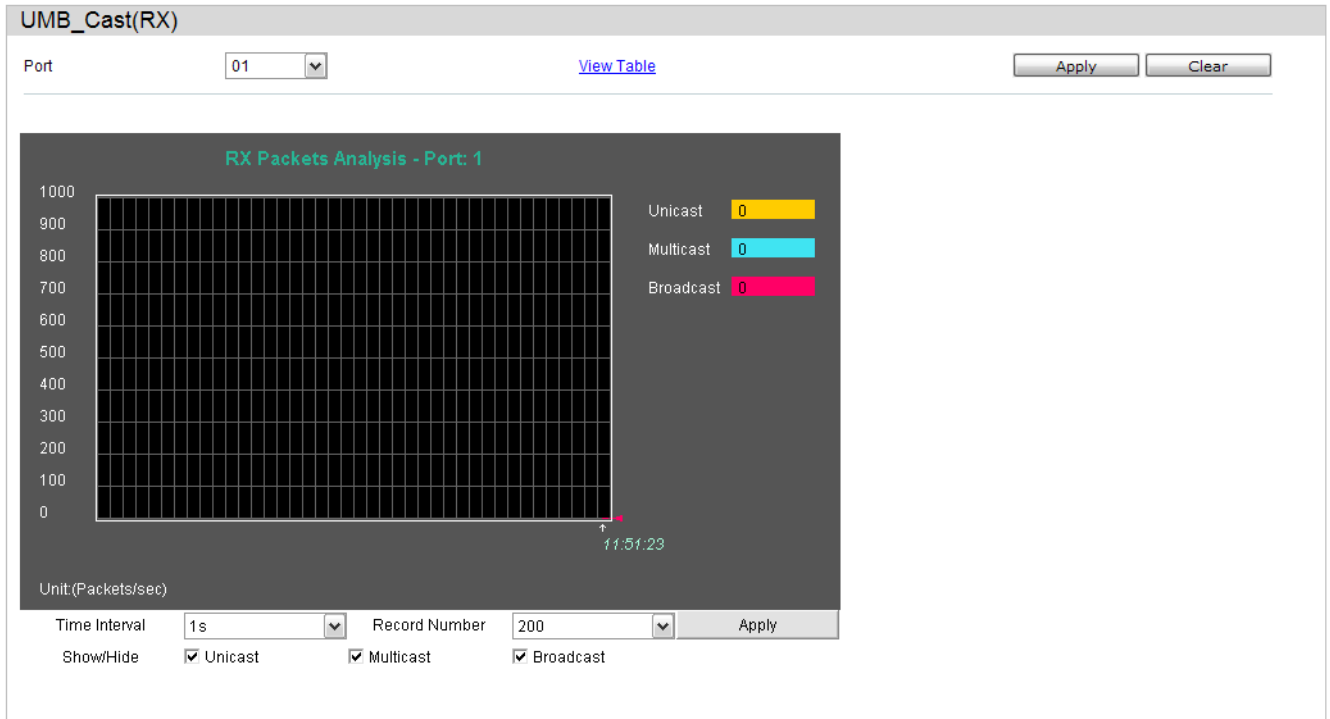 UMB_Cast(RX)
Port 01 View Table Apply Clear
RX Packets Analysis - Port: 1
1000
Unicast 0
900
Multicast 0
800
700
Broadcast 0
600
500
400
300
200
100
0
11:51:23
Unit:(Packets/sec)
Time Interval 1s Record Number 200 Apply
Show/Hide Unicast Multicast Broadcast